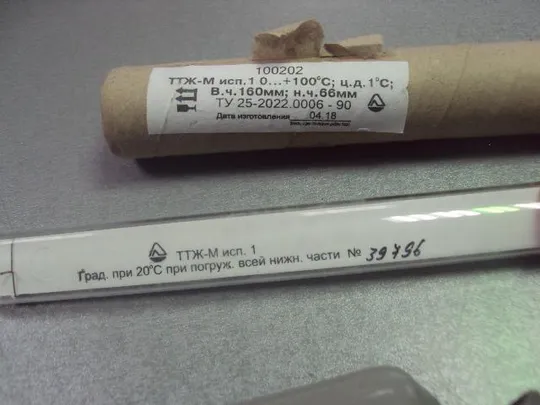 100202
ТТЖ-М исп.1 0...+100°С; ц.д.1°С;
В.ч.160мм; н.ч.66мм
ТУ 25-2022.0006 - 90
Дата изготовления 04.18
ТТЖ-М исп. 1
Град. при 20°С при погруж. всей нижн. части № 39796